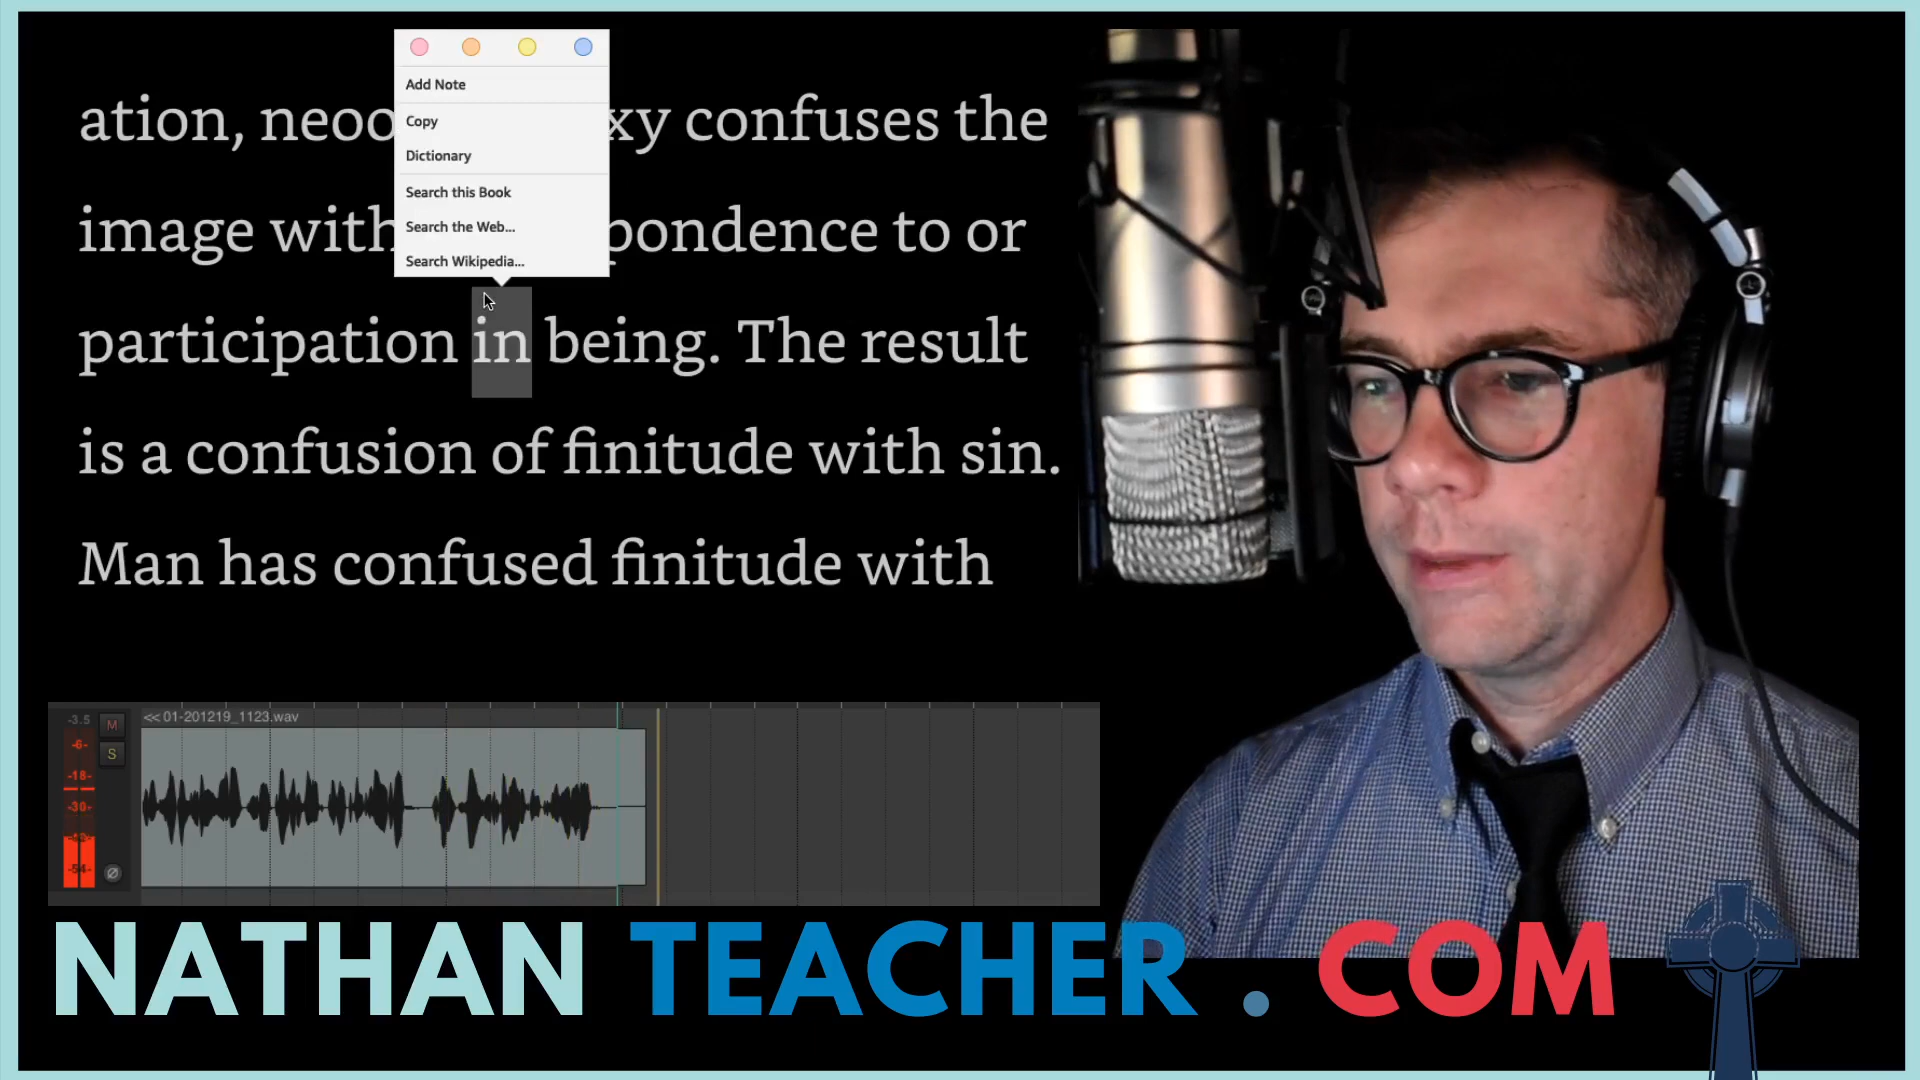 ation, neoo xy confuses the
image with pondence to or
participation in being. The result
is a confusion of finitude with sin.
Man has confused finitude with
Add Note
Copy
Dictionary
Search this Book
Search the Web...
Search Wikipedia...
<< 01-201219_1123.wav
-3.5
M
-6-
S
-18-
-30-
-54-
Ø
NATHAN TEACHER . COM